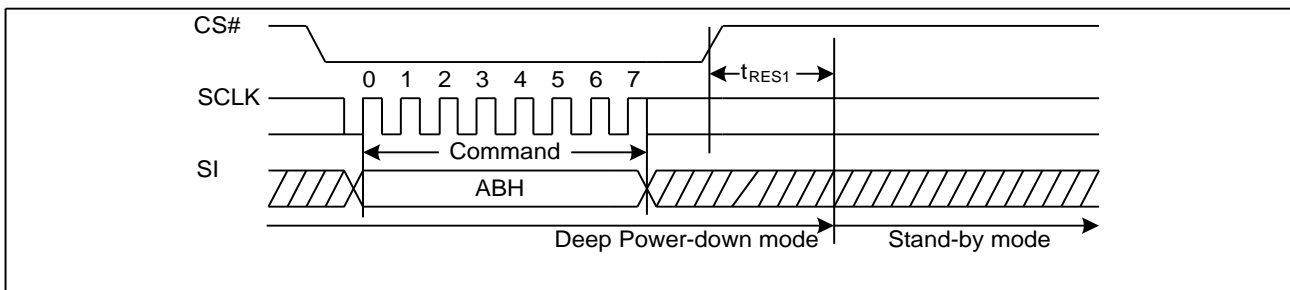 CS#
tRES1
0 1 2 3 4 5 6 7
SCLK
Command
SI
ABH
Deep Power-down mode Stand-by mode